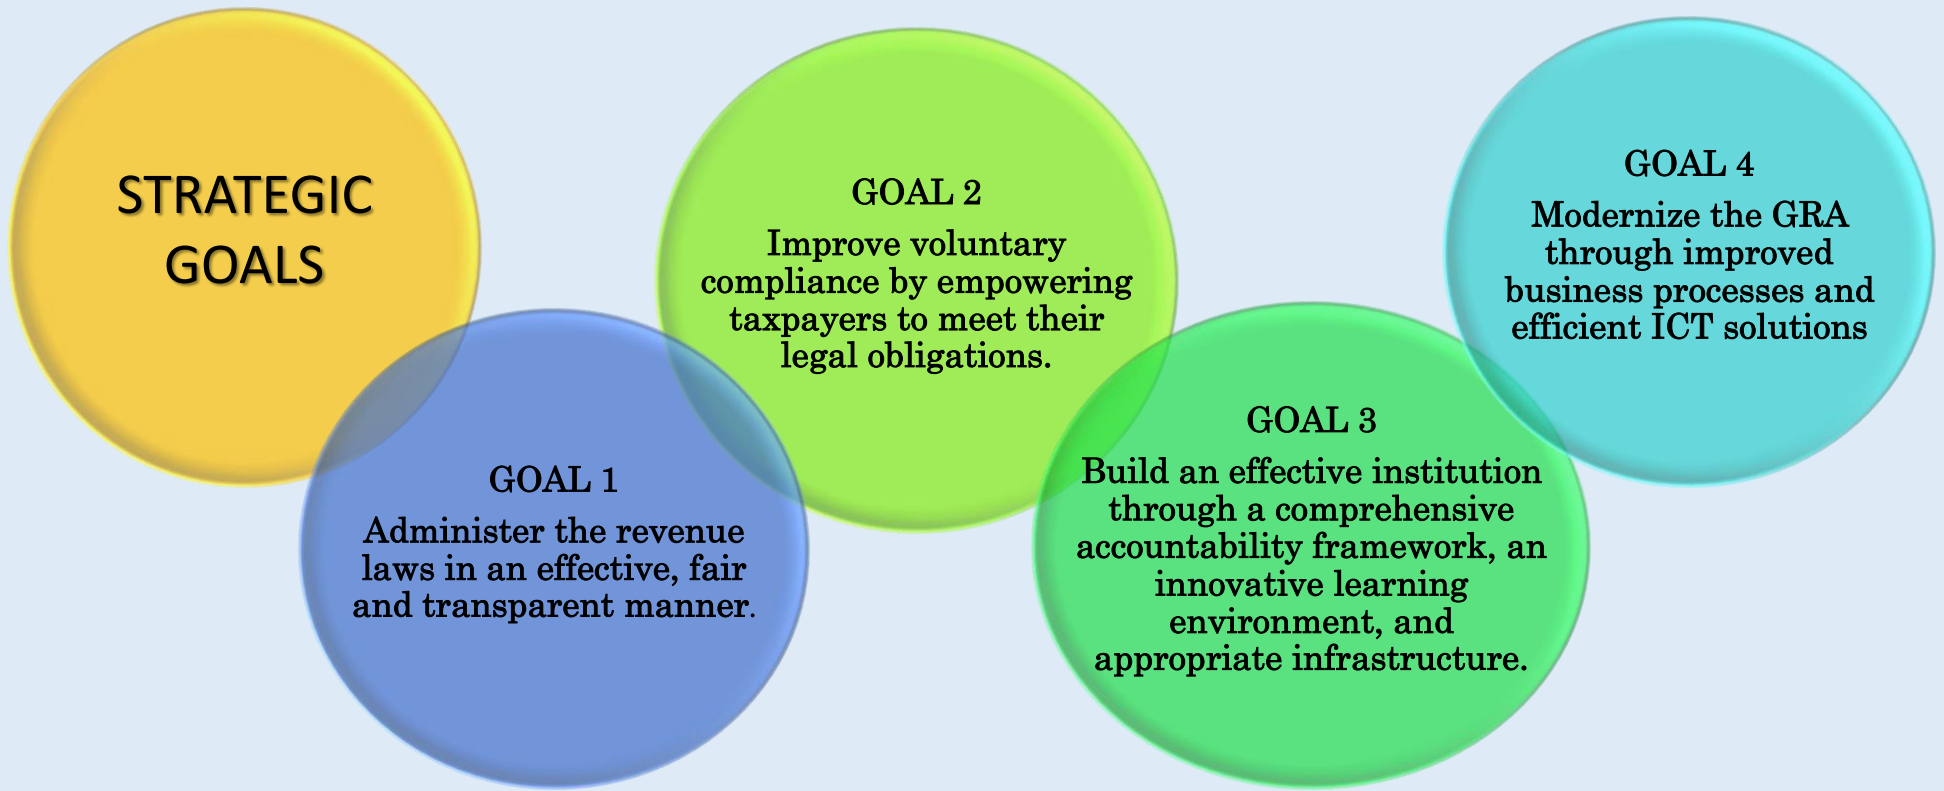 STRATEGIC
GOALS
GOAL 1
Administer the revenue
laws in an effective, fair
and transparent manner.
GOAL 2
Improve voluntary
compliance by empowering
taxpayers to meet their
legal obligations.
GOAL 3
Build an effective institution
through a comprehensive
accountability framework, an
innovative learning
environment, and
appropriate infrastructure.
GOAL 4
Modernize the GRA
through improved
business processes and
efficient ICT solutions